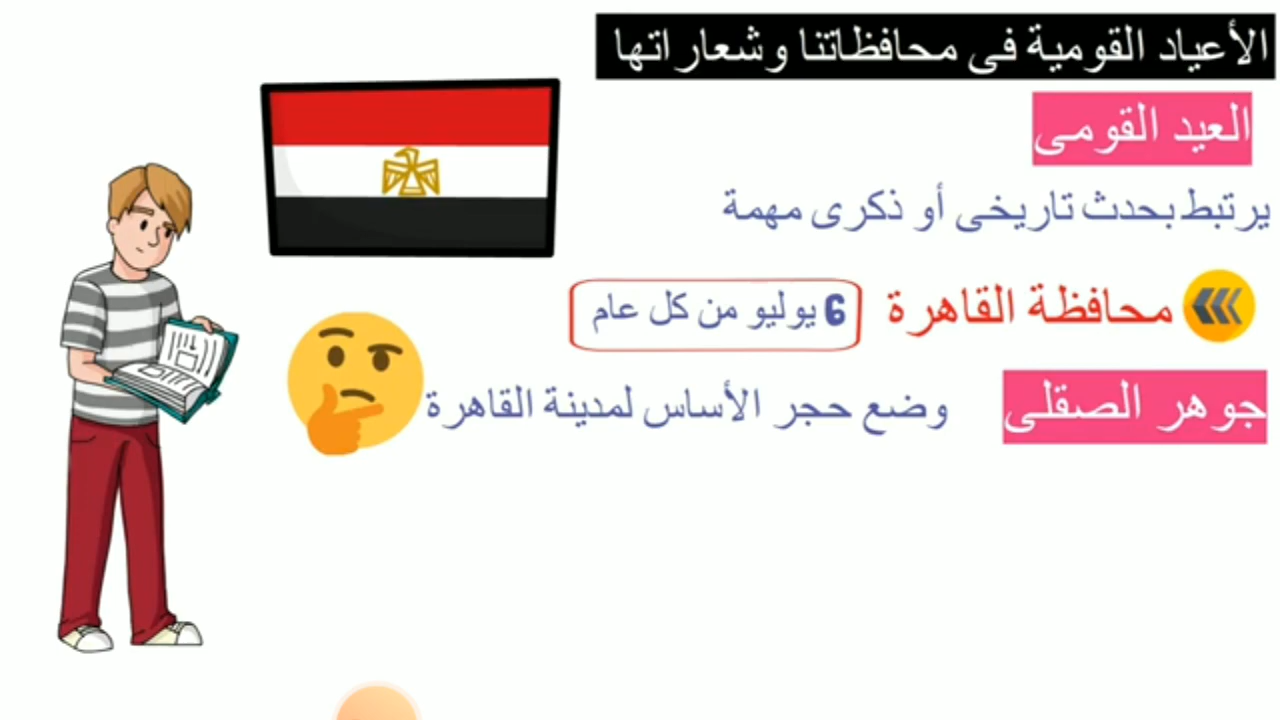 الأعياد القومية فى محافظاتنا وشعاراتها
العيد القومى
يرتبط بحدث تاريخى أو ذكرى مهمة
محافظة القاهرة 6 يوليو من كل عام
جوهر الصقلى وضع حجر الأساس لمدينة القاهرة